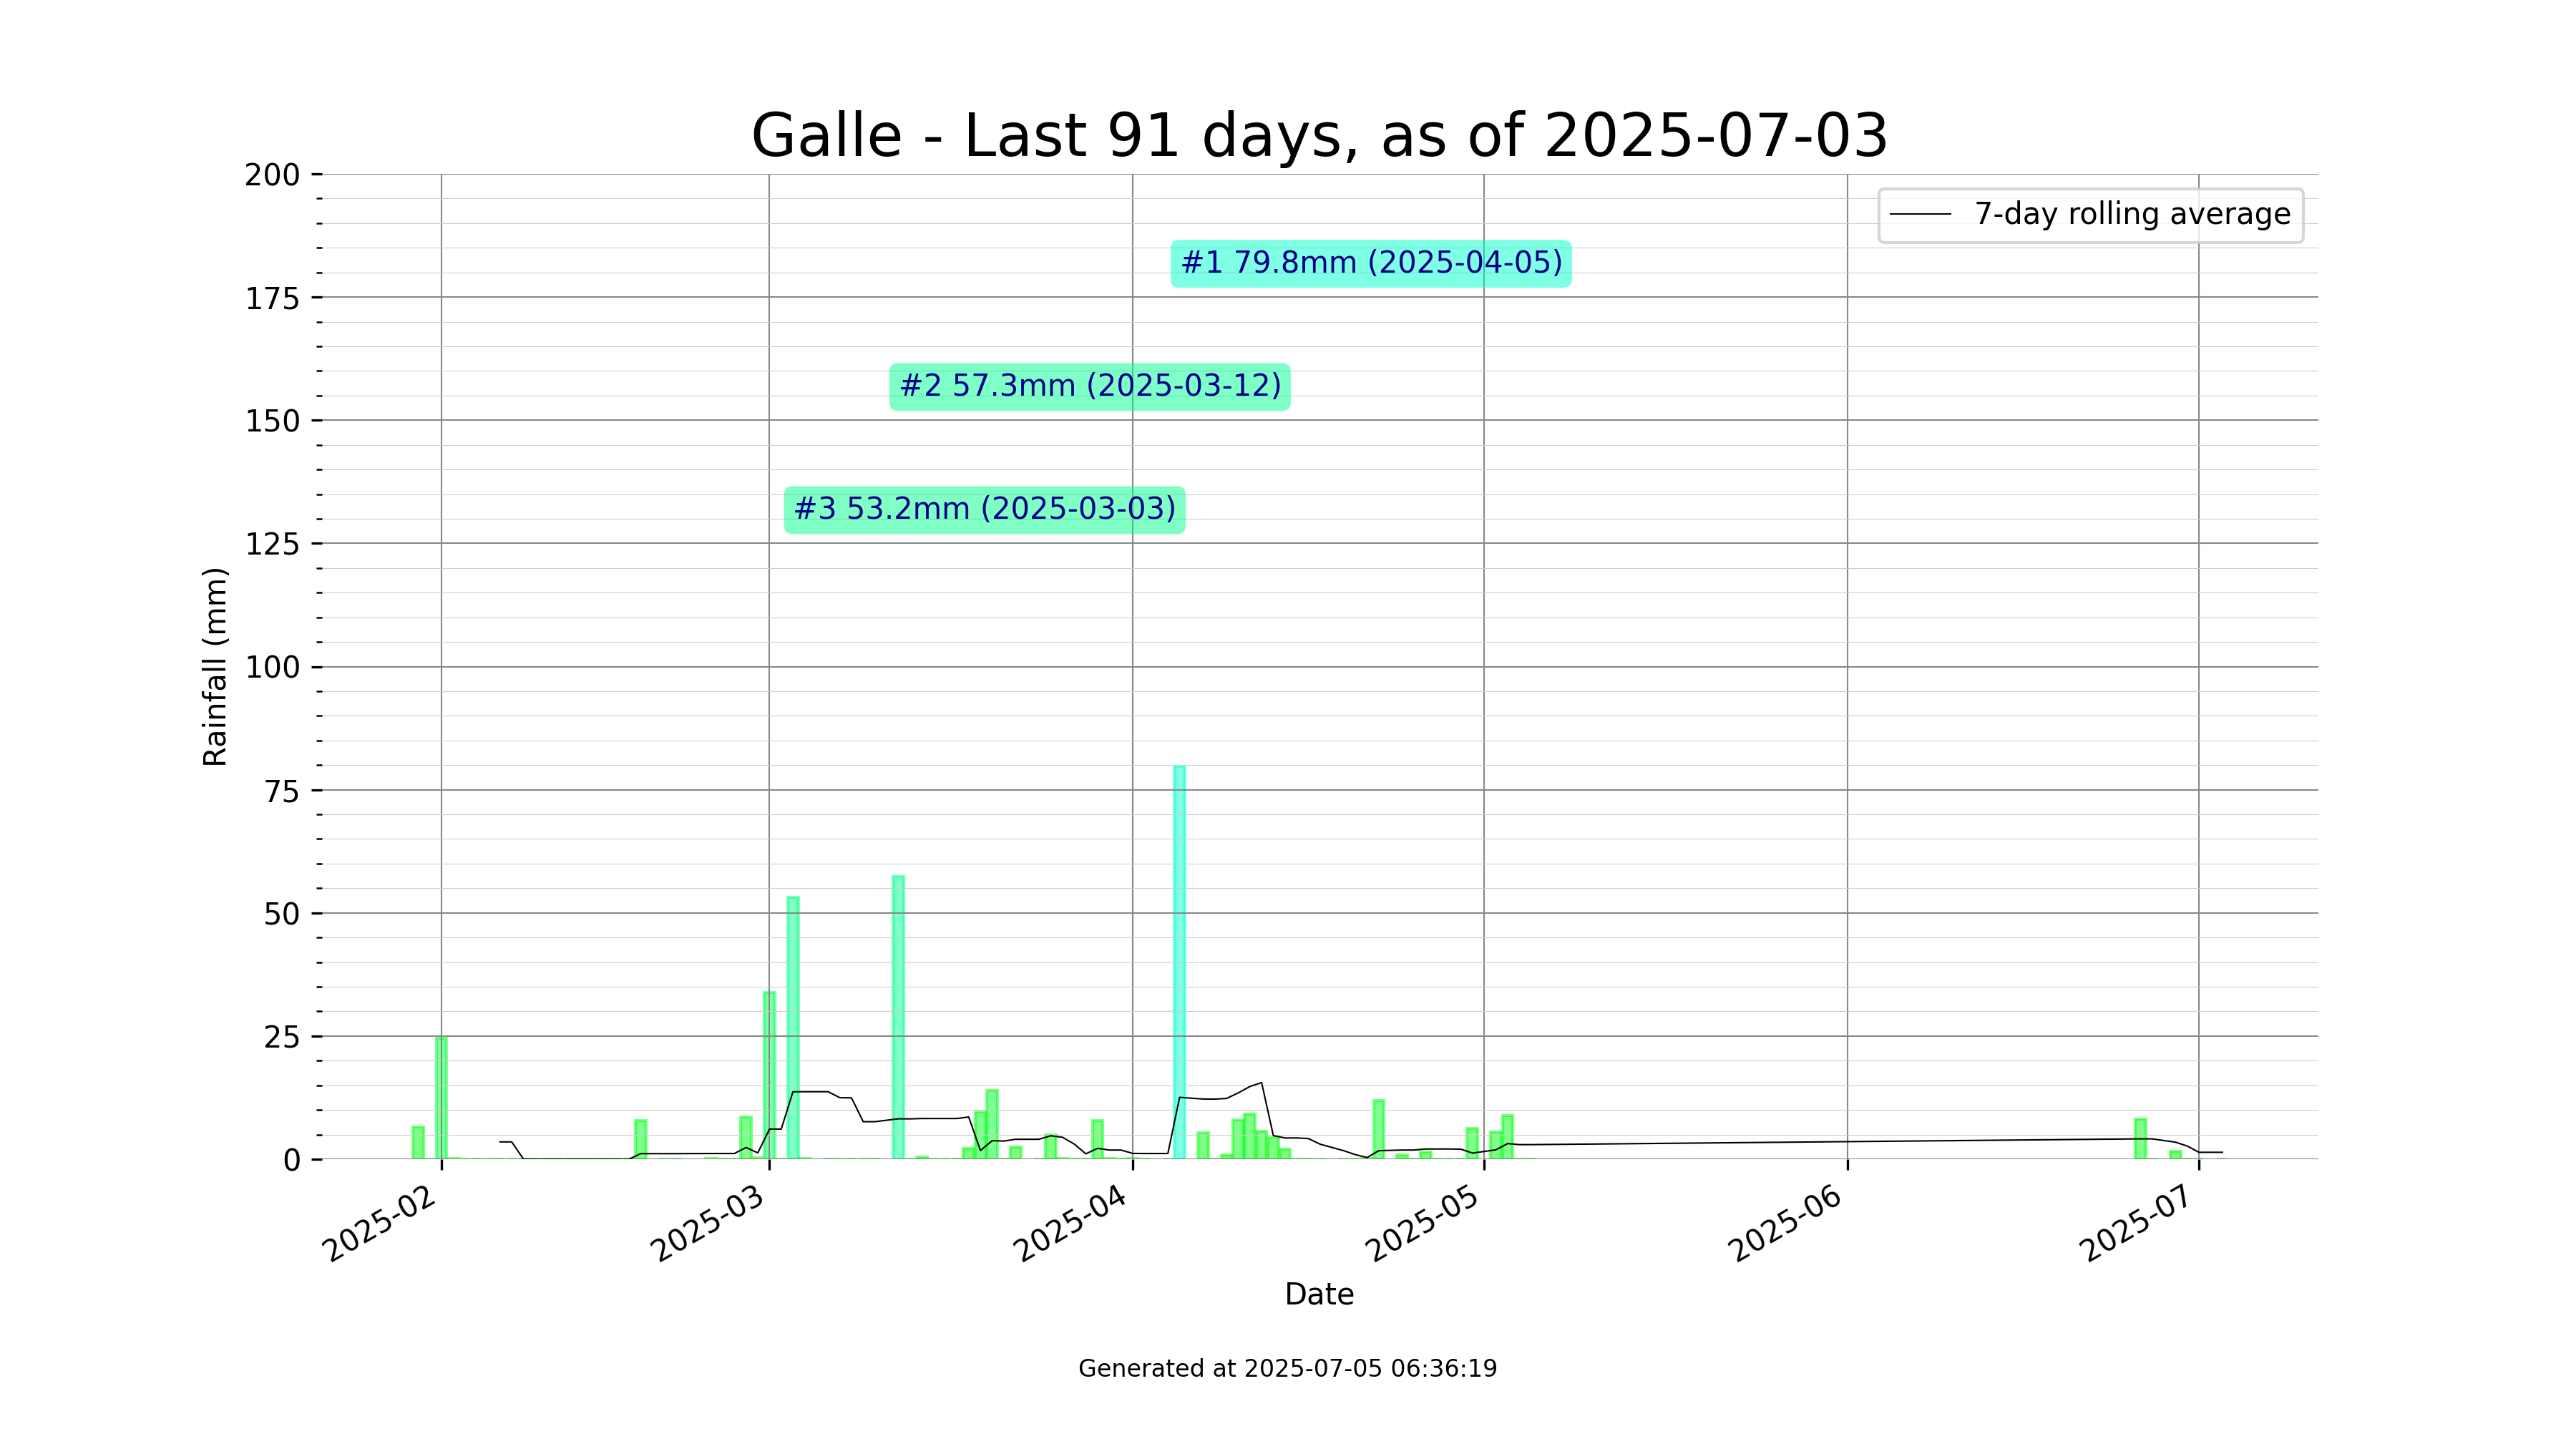 Galle - Last 91 days, as of 2025-07-03
7-day rolling average
#1 79.8mm (2025-04-05)
#2 57.3mm (2025-03-12)
#3 53.2mm (2025-03-03)
Rainfall (mm)
200
175
150
125
100
75
50
25
0
2025-02
2025-03
2025-04
2025-05
2025-06
2025-07
Date
Generated at 2025-07-05 06:36:19